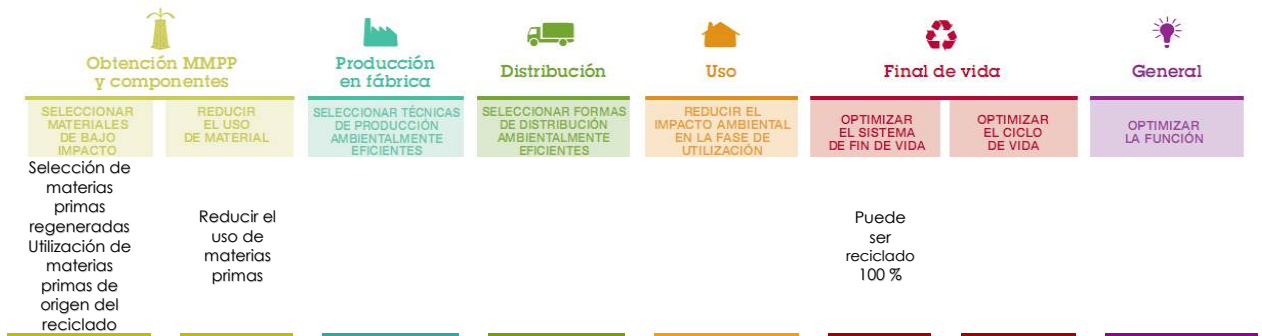 Obtención MMPP
y componentes
Producción
en fábrica
Distribución
Uso
Final de vida
General
SELECCIONAR
MATERIALES
DE BAJO
IMPACTO
REDUCIR
EL USO
DE MATERIAL
SELECCIONAR TÉCNICAS
DE PRODUCCIÓN
AMBIENTALMENTE
EFICIENTES
SELECCIONAR FORMAS
DE DISTRIBUCIÓN
AMBIENTALMENTE
EFICIENTES
REDUCIR EL
IMPACTO AMBIENTAL
EN LA FASE DE
UTILIZACIÓN
OPTIMIZAR
EL SISTEMA
DE FIN DE VIDA
OPTIMIZAR
EL CICLO
DE VIDA
OPTIMIZAR
LA FUNCIÓN
Selección de
materias
primas
regeneradas
Utilización de
materias
primas de
origen del
reciclado
Reducir el
uso de
materias
primas
Puede
ser
reciclado
100 %